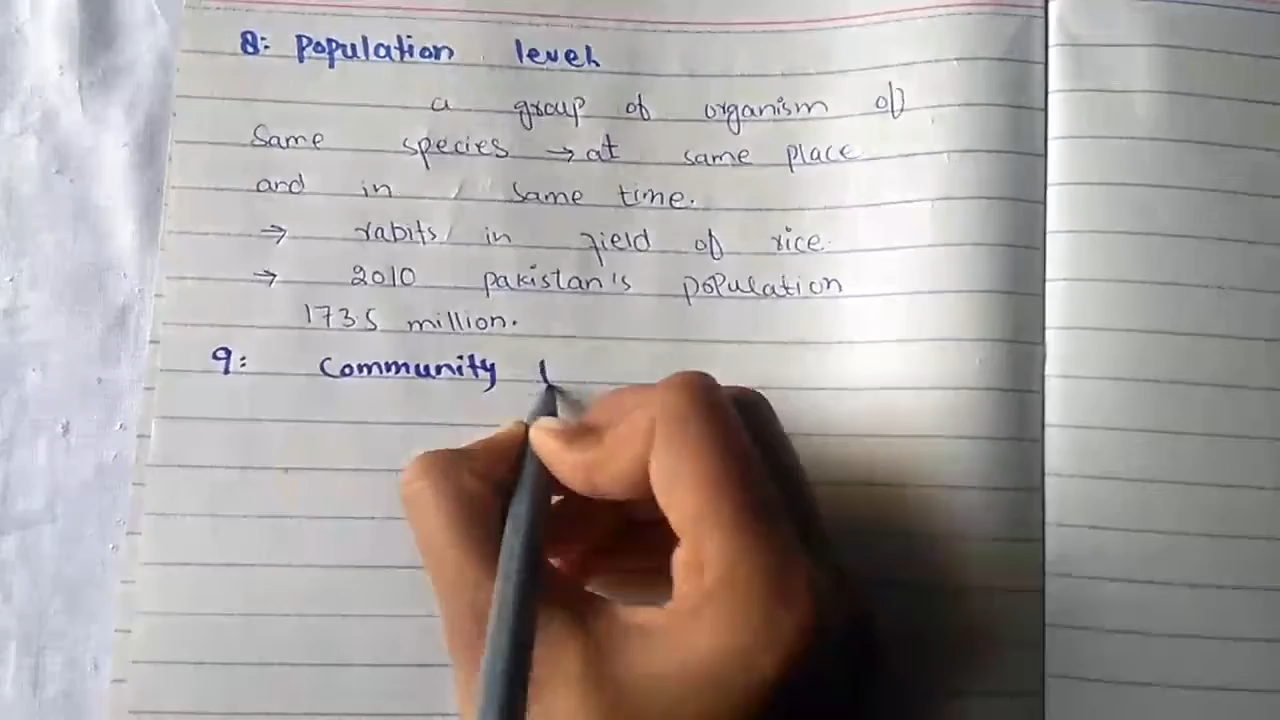 8: Population level
a group of organism of
Same species → at same place
and in same time.
→ rabits in field of rice.
→ 2010 pakistan's population
173.5 million.
9: Community l